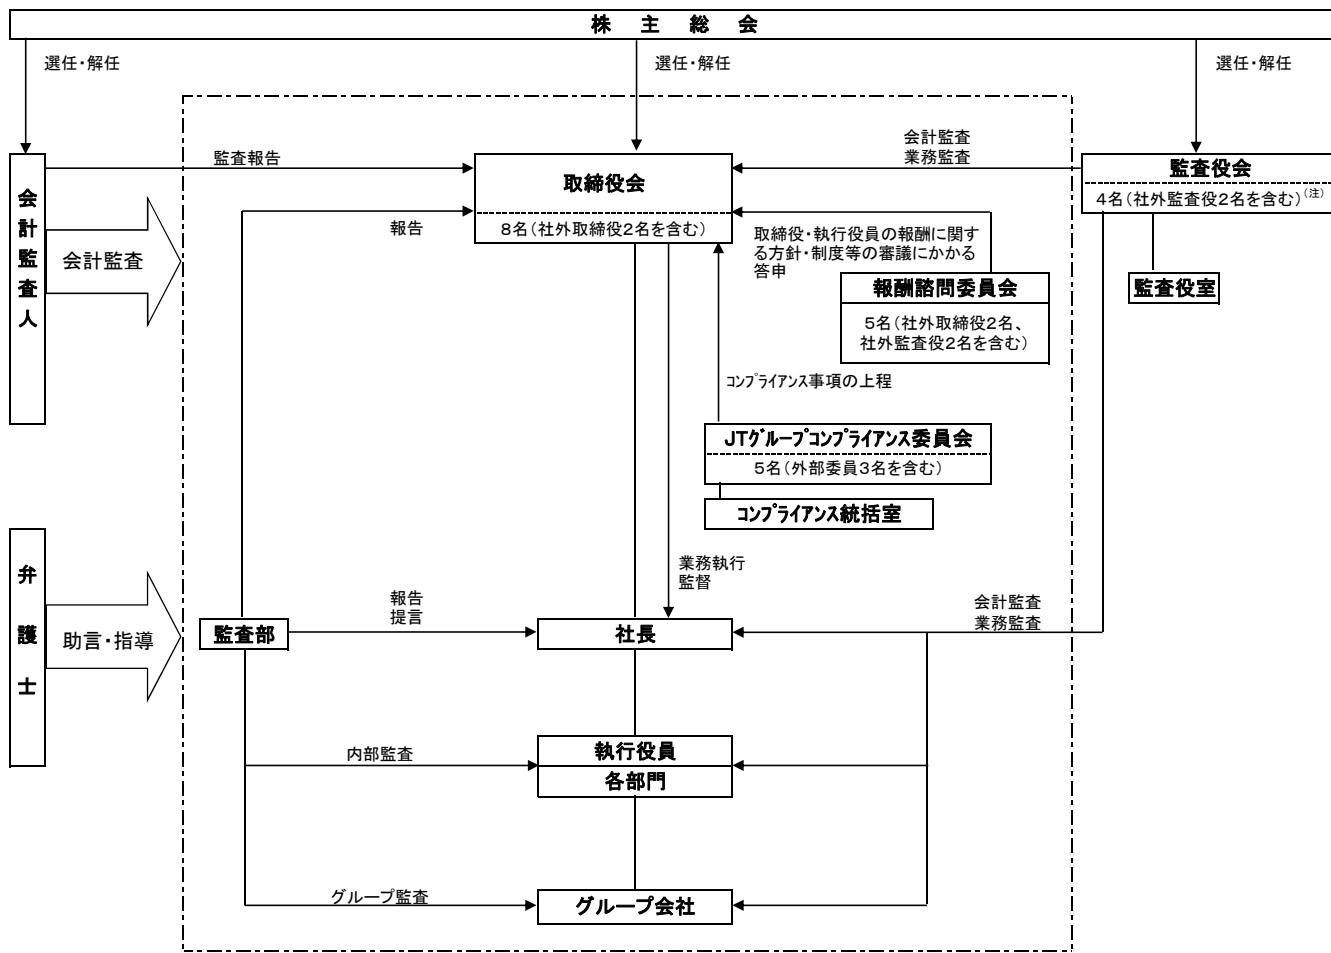 株 主 総 会
選任・解任
選任・解任
選任・解任
会計監査人
会計監査
監査報告
報告
取締役会
8名（社外取締役2名を含む）
会計監査
業務監査
監査役会
4名（社外監査役2名を含む）（注）
監査役室
取締役・執行役員の報酬に関す
る方針・制度等の審議にかかる
答申
報酬諮問委員会
5名（社外取締役2名、
社外監査役2名を含む）
コンプライアンス事項の上程
JTグループコンプライアンス委員会
5名（外部委員3名を含む）
コンプライアンス統括室
業務執行
監督
弁護士
助言・指導
監査部
報告
提言
社長
会計監査
業務監査
内部監査
執行役員
各部門
グループ監査
グループ会社